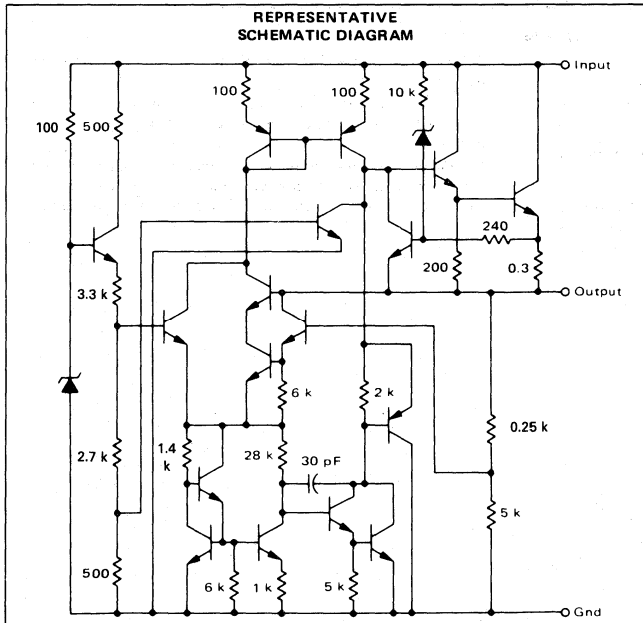 REPRESENTATIVE
SCHEMATIC DIAGRAM
Input
100
100
10 k
100
500
240
200
0.3
3.3 k
Output
6 k
2 k
0.25 k
2.7 k
1.4
k
28 k
30 pF
5 k
500
6 k
1 k
5 k
Gnd